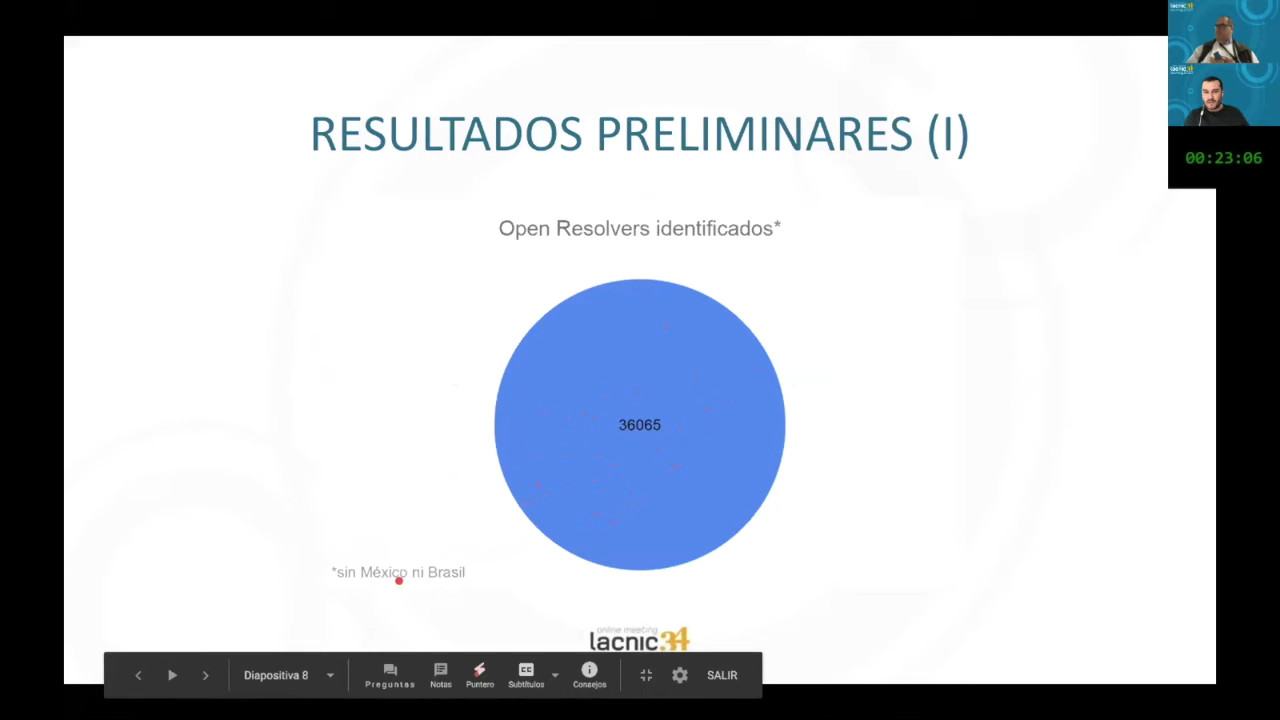 RESULTADOS PRELIMINARES (I)
00:23:06
Open Resolvers identificados*
36065
*sin México ni Brasil
online meeting
lacnic34
Diapositiva 8
Preguntas
Notas
Puntero
CC
Subtítulos
Consejos
SALIR